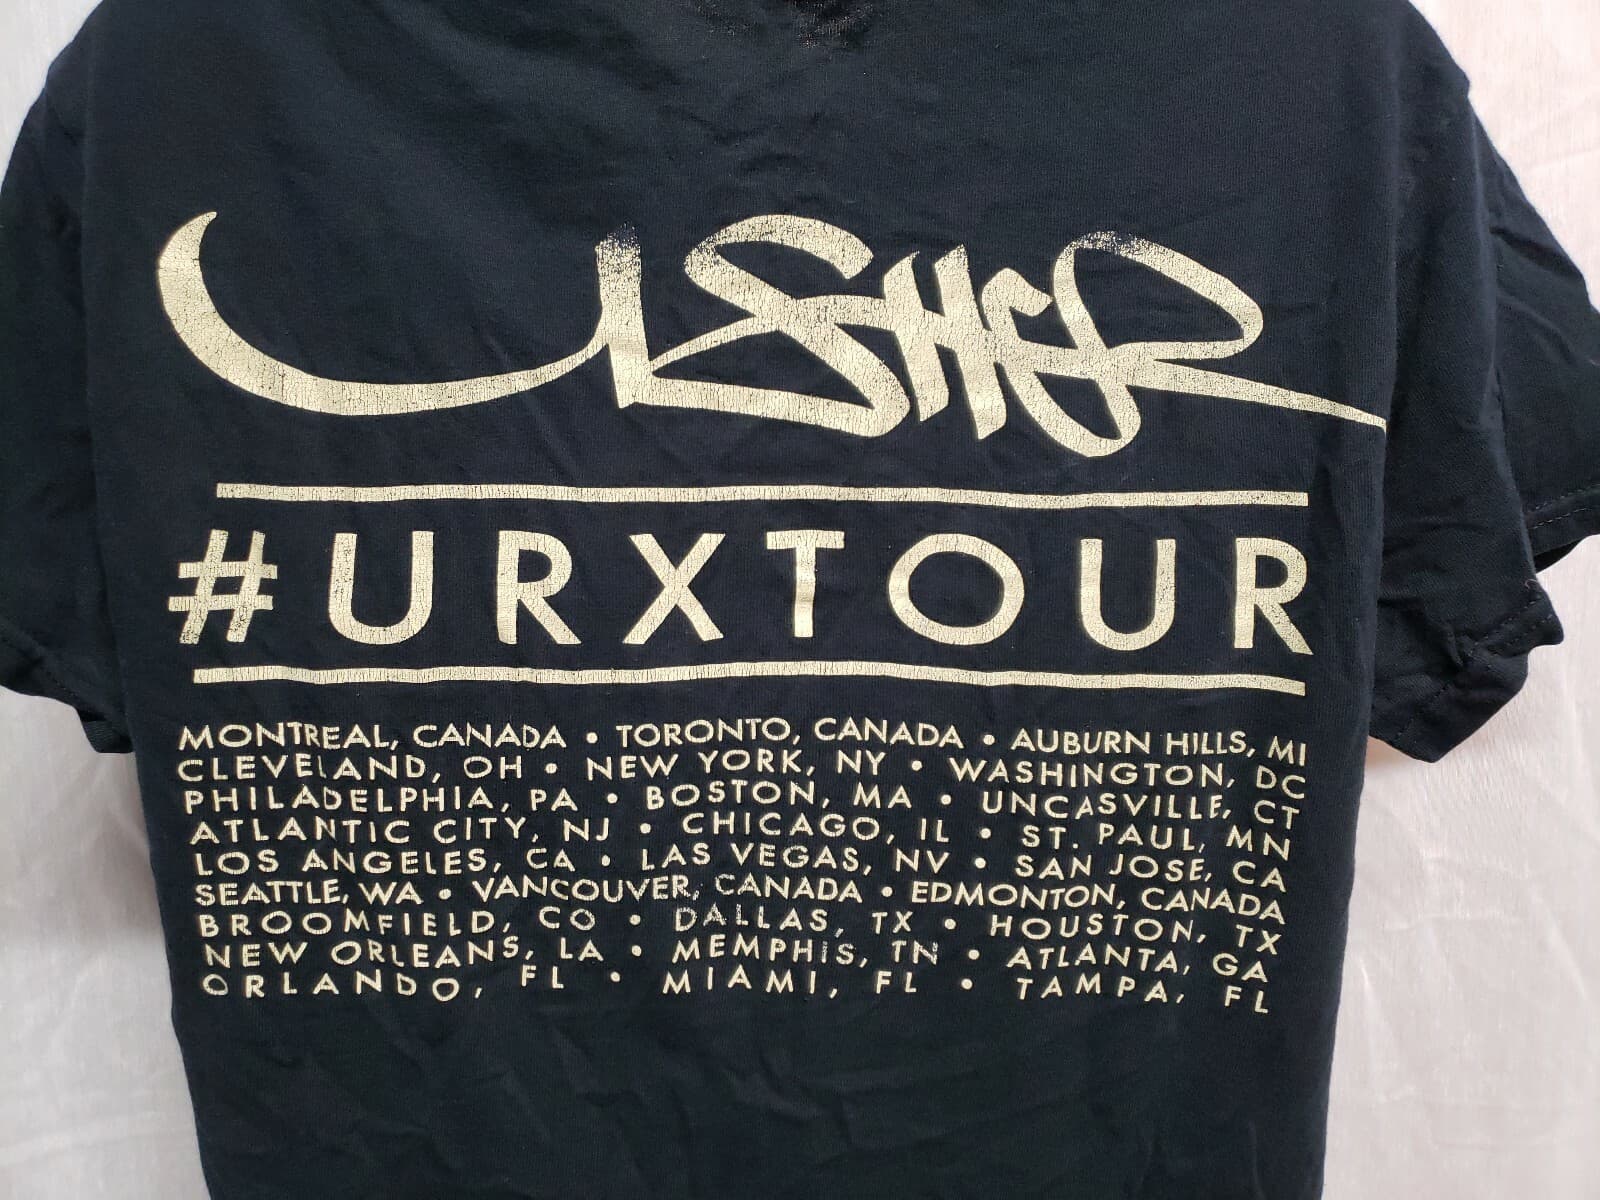 USHER
#URXTOUR
MONTREAL, CANADA • TORONTO, CANADA • AUBURN HILLS, MI
CLEVELAND, OH • NEW YORK, NY • WASHINGTON, DC
PHILADELPHIA, PA • BOSTON, MA • UNCASVILLE, CT
ATLANTIC CITY, NJ • CHICAGO, IL • ST. PAUL, MN
LOS ANGELES, CA • LAS VEGAS, NV • SAN JOSE, CA
SEATTLE, WA • VANCOUVER, CANADA • EDMONTON, CANADA
BROOMFIELD, CO • DALLAS, TX • HOUSTON, TX
NEW ORLEANS, LA • MEMPHIS, TN • ATLANTA, GA
ORLANDO, FL • MIAMI, FL • TAMPA, FL